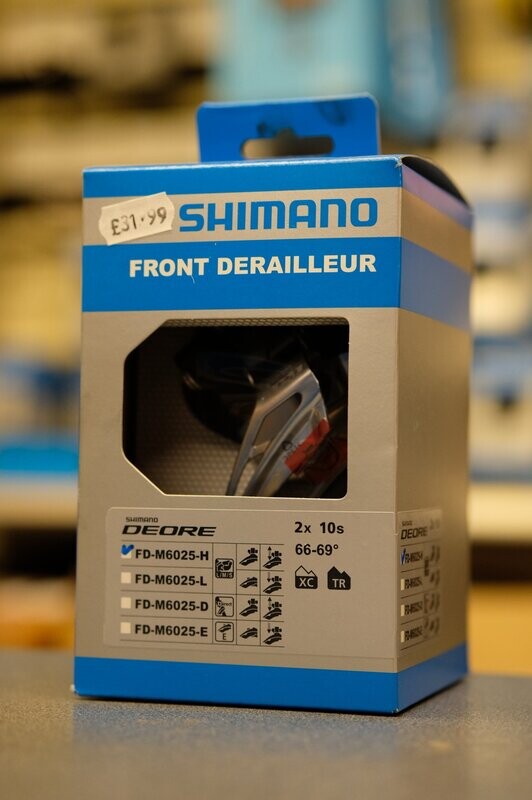 £31.99
SHIMANO
FRONT DERAILLEUR
SHIMANO
DEORE
2x 10s
66-69°
FD-M6025-H
FD-M6025-L
FD-M6025-D
FD-M6025-E
XC
TR
E
DEORE